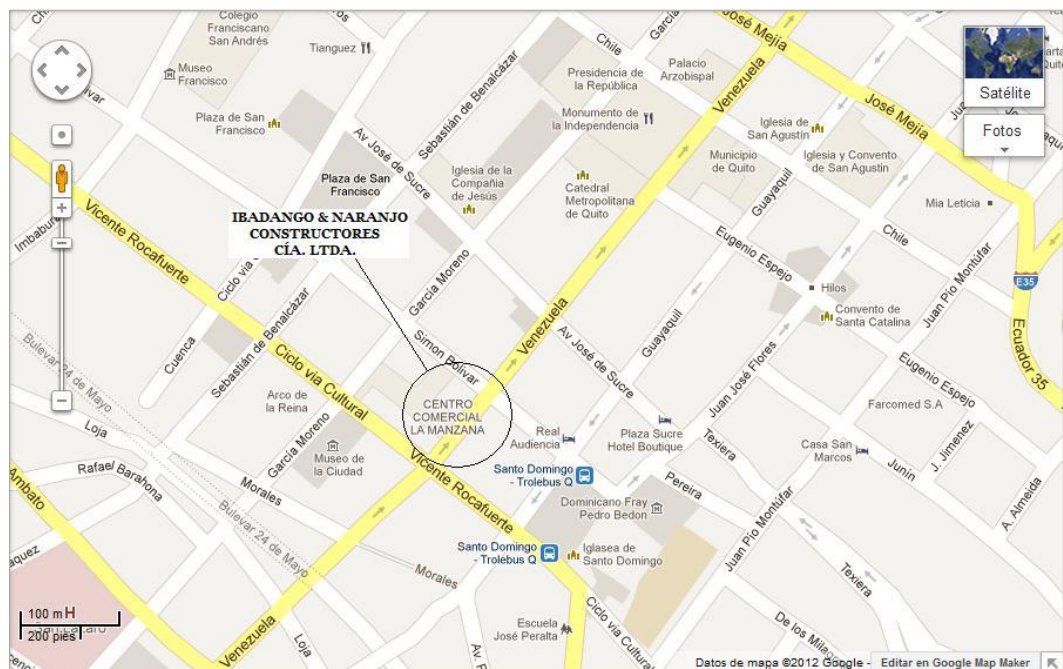 Colegio
Franciscano
San Andrés
Tianguez
Museo
Francisco
Plaza de San
Francisco
Bolivar
Sebastián de Benalcázar
Av José de Sucre
García Moreno
Chile
José Mejía
Palacio
Arzobispal
Presidencia de
la República
Monumento de
la Independencia
Venezuela
José Mejía
Satélite
Fotos
Iglesia de
San Agustín
Iglesia y Convento
de San Agustin
Municipio
de Quito
Guayaquil
Mia Leticia
Plaza de San
Francisco
Iglesia de la
Compañia
de Jesús
Catedral
Metropolitana
de Quito
IBADANGO & NARANJO
CONSTRUCTORES
CÍA. LTDA.
Vicente Rocafuerte
Imbabura
Ciclo via
García Moreno
Eugenio Espejo
Chile
Juan Pío Montúfar
E35
Hilos
Convento de
Santa Catalina
Ecuador 35
Cuenca
Sebastián de Benalcázar
Bulevar 24 de Mayo
Ciclo via Cultural
Simon Bolivar
Venezuela
Av José de Sucre
Guayaquil
Juan José Flores
Eugenio Espejo
Farcomed S.A
Arco de
la Reina
CENTRO
COMERCIAL
LA MANZANA
García Moreno
Museo de
la Ciudad
Loja
Rafael Barahona
Morales
Real
Audiencia
Plaza Sucre
Hotel Boutique
Texiera
Casa San
Marcos
Junín
J. Jimenez
A. Almeida
Ambato
Vicente Rocafuerte
Santo Domingo
- Trolebus Q
Pereira
Dominicano Fray
Pedro Bedon
Juan Pío Montúfar
Bulevar 24 de Mayo
Santo Domingo
- Trolebus Q
Iglasea de
Santo Domingo
Morales
Texiera
100 m
H
200 pies
Venezuela
Loja
Escuela
José Peralta
Ciclo via Cultural
De los Milag
Datos de mapa ©2012 Google -
Editar en Google Map Maker